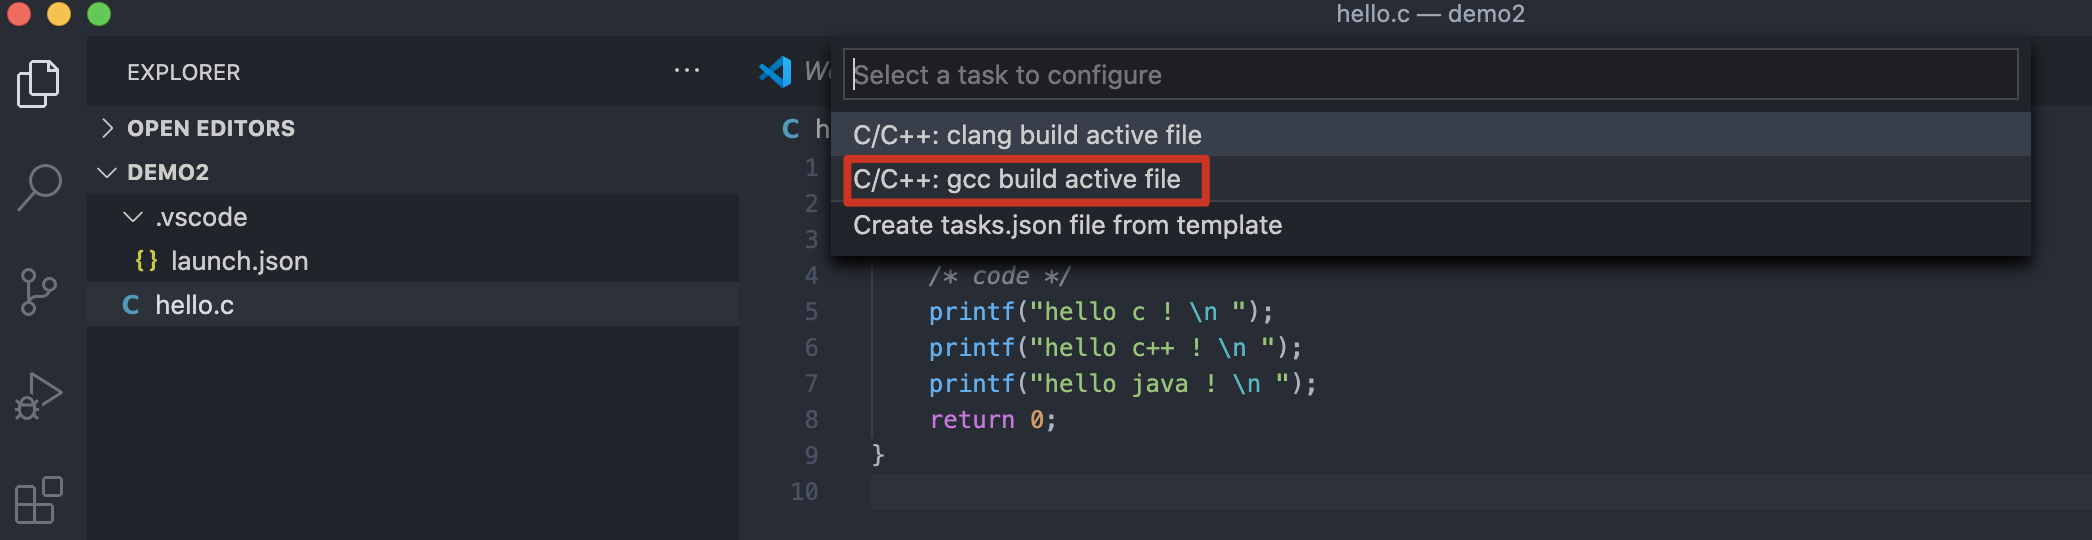 hello.c — demo2
EXPLORER
Select a task to configure
OPEN EDITORS
C/C++: clang build active file
DEMO2
C/C++: gcc build active file
.vscode
Create tasks.json file from template
{} launch.json
C hello.c
1
2
3
4 /* code */
5 printf("hello c ! \n ");
6 printf("hello c++ ! \n ");
7 printf("hello java ! \n ");
8 return 0;
9 }
10